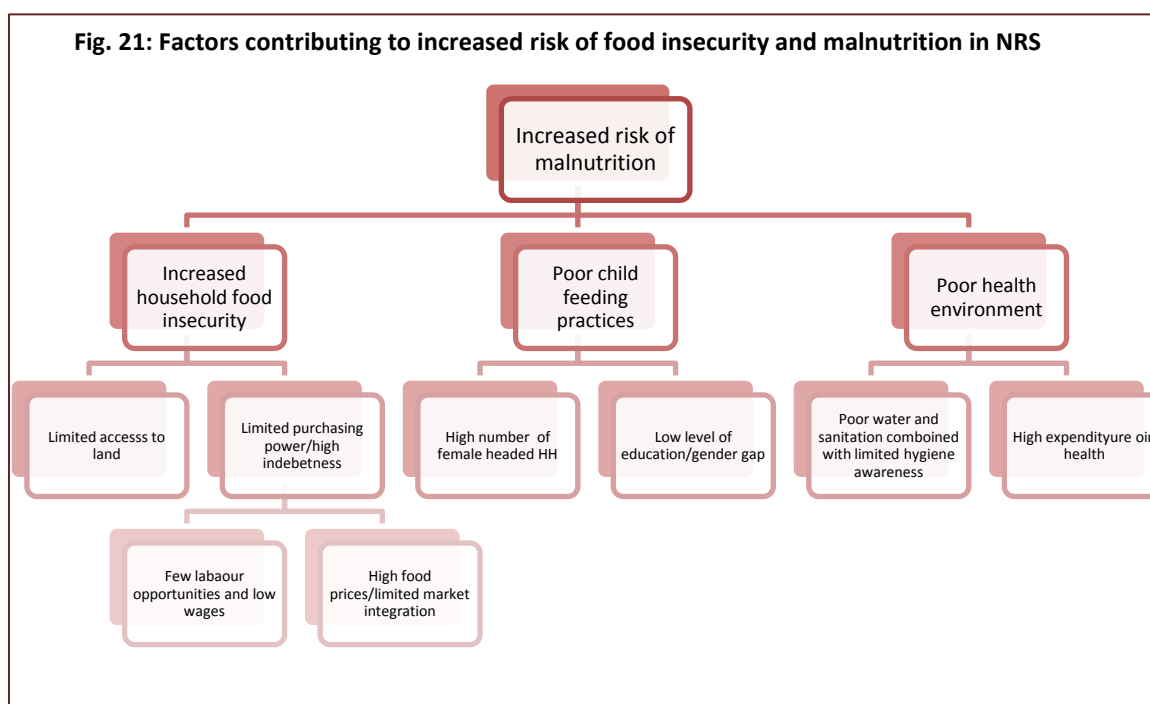 Fig. 21: Factors contributing to increased risk of food insecurity and malnutrition in NRS
Increased risk of
malnutrition
Increased
household food
insecurity
Poor child
feeding
practices
Poor health
environment
Limited accesss to
land
Limited purchasing
power/high
indebetness
High number of
female headed HH
Low level of
education/gender gap
Poor water and
sanitation comboined
with limited hygiene
awareness
High expendityure oin
health
Few labaour
opportunities and low
wages
High food
prices/limited market
integration